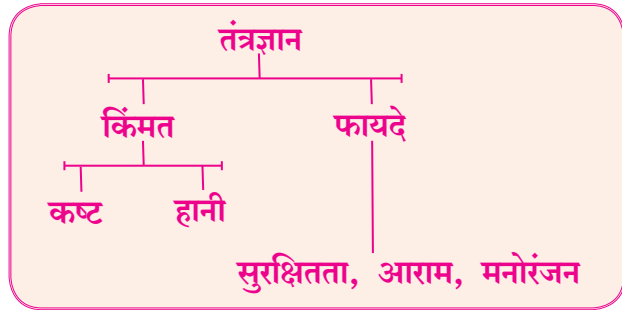 तंत्रज्ञान
किंमत फायदे
कष्ट हानी
सुरक्षितता, आराम, मनोरंजन